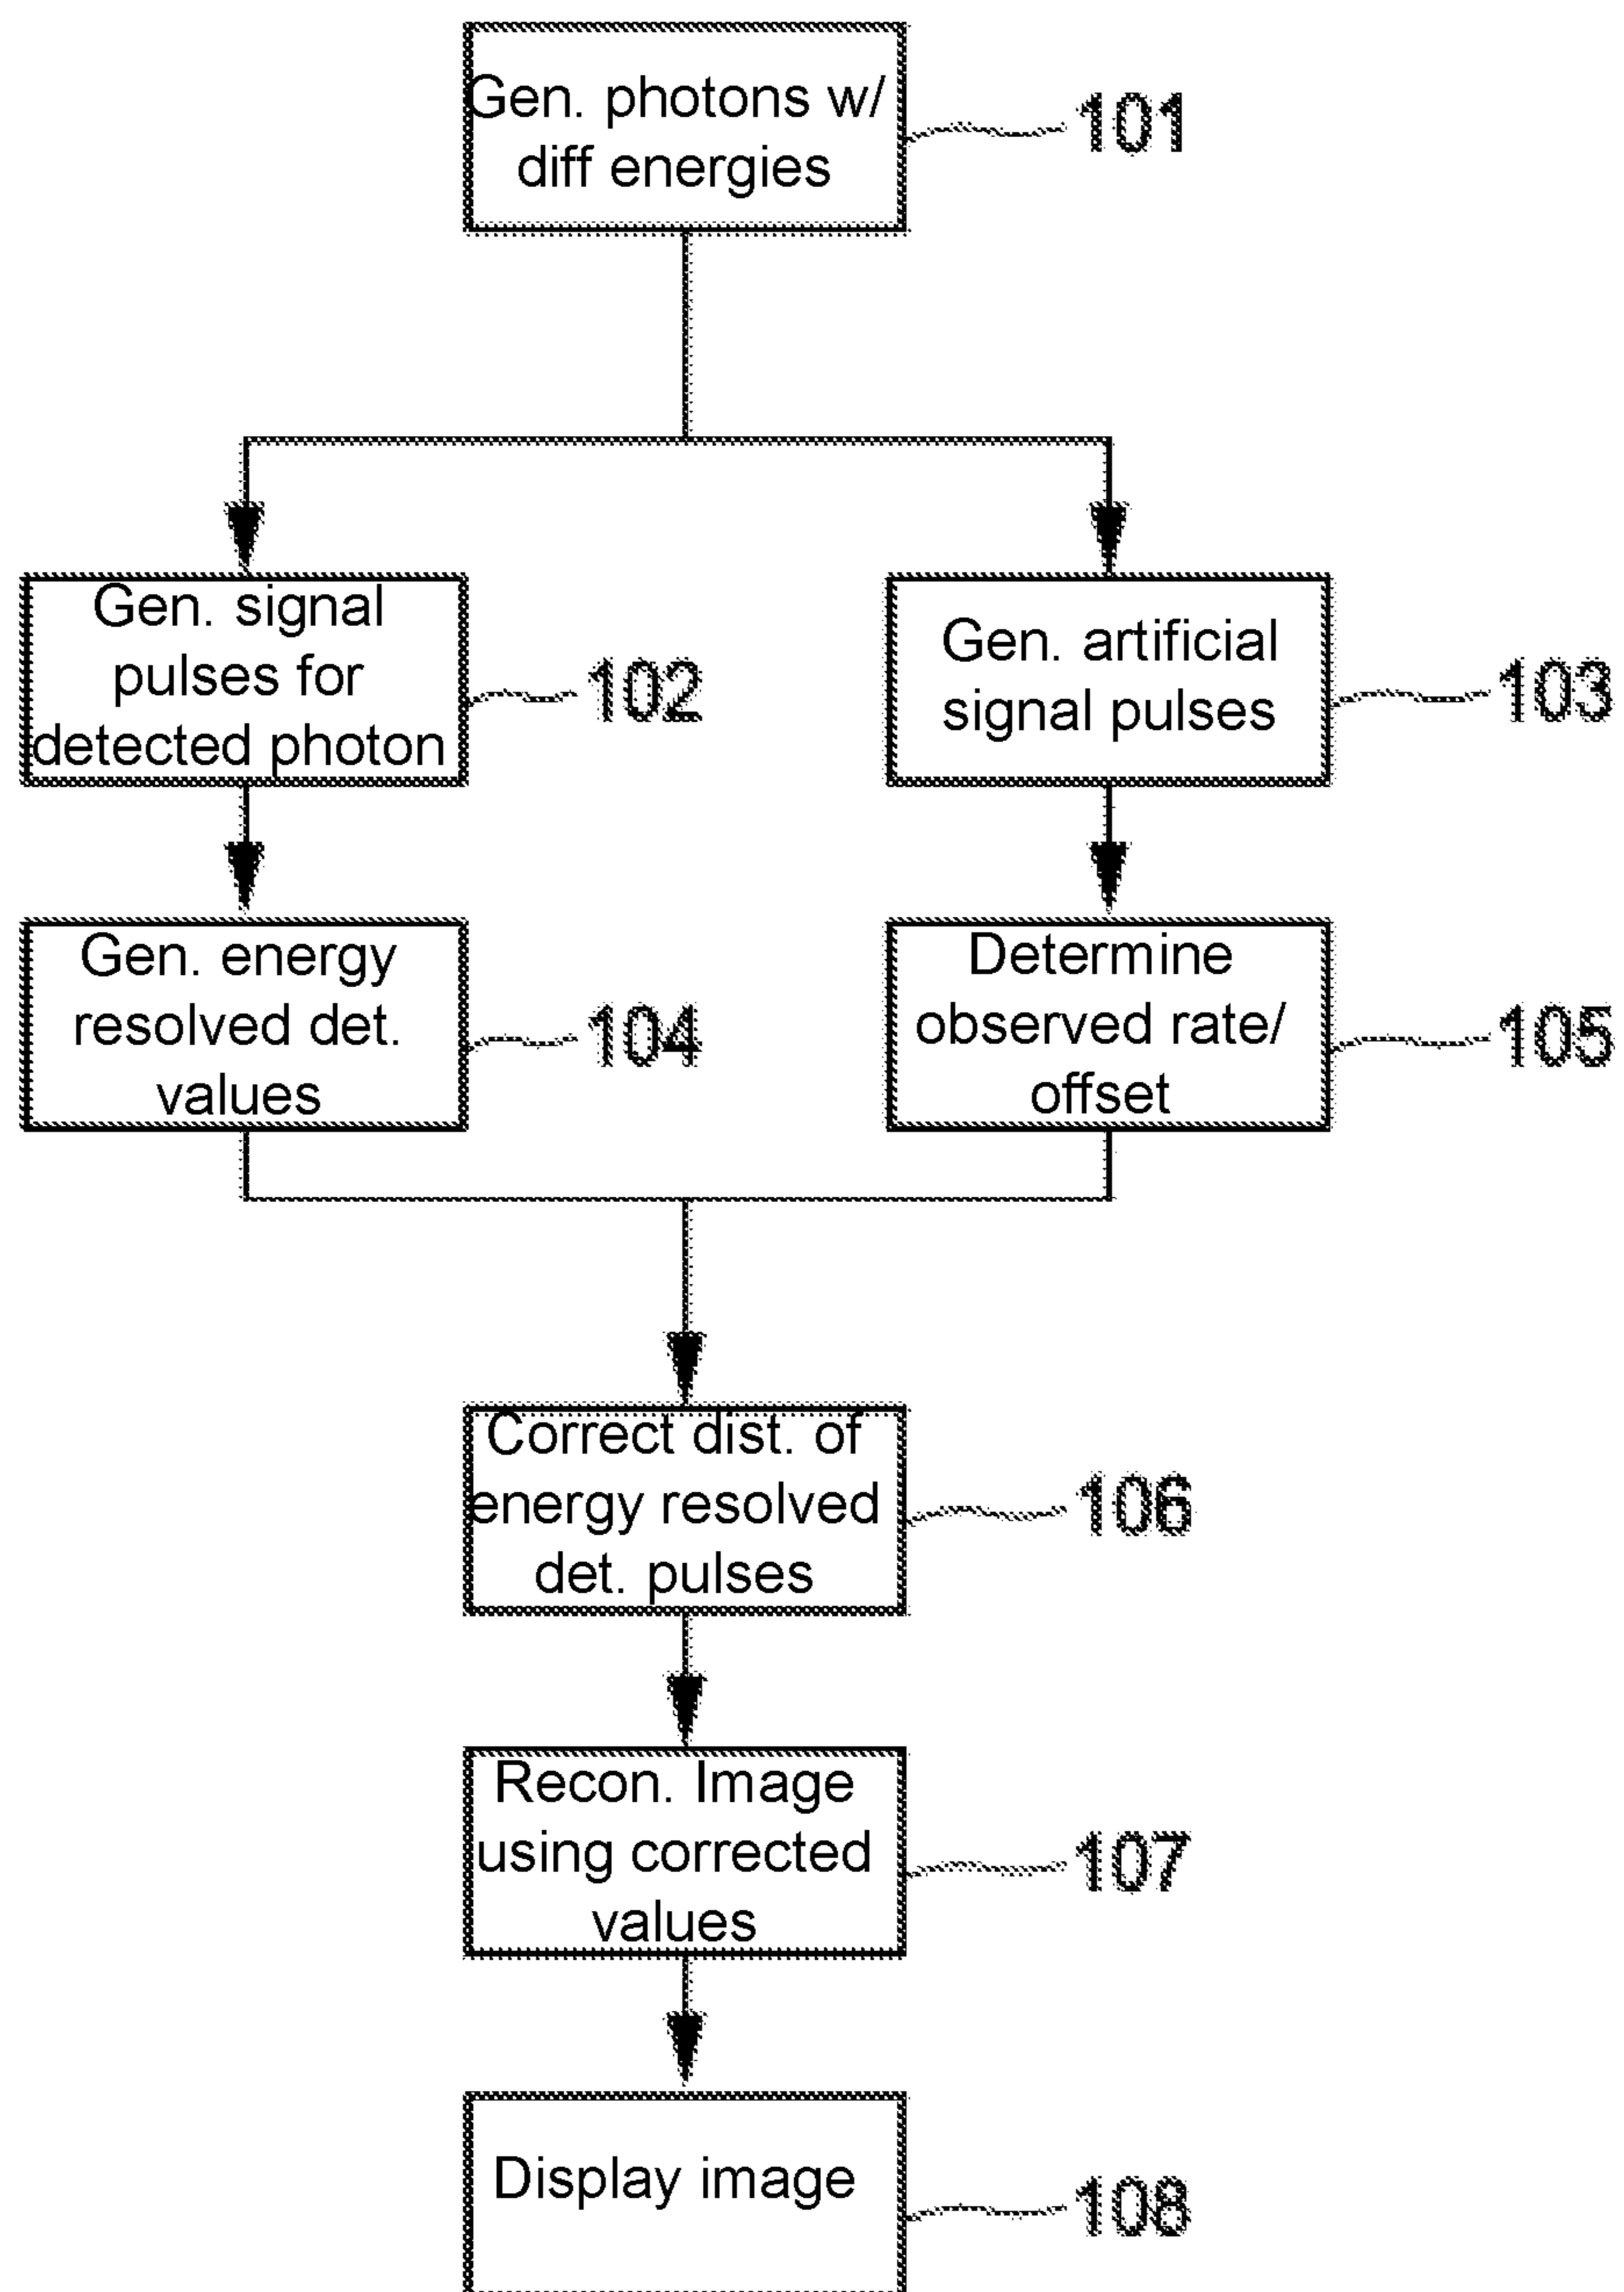 Gen. photons w/
diff energies
101
Gen. signal
pulses for
detected photon
102
Gen. artificial
signal pulses
103
Gen. energy
resolved det.
values
104
Determine
observed rate/
offset
105
Correct dist. of
energy resolved
det. pulses
106
Recon. Image
using corrected
values
107
Display image
108